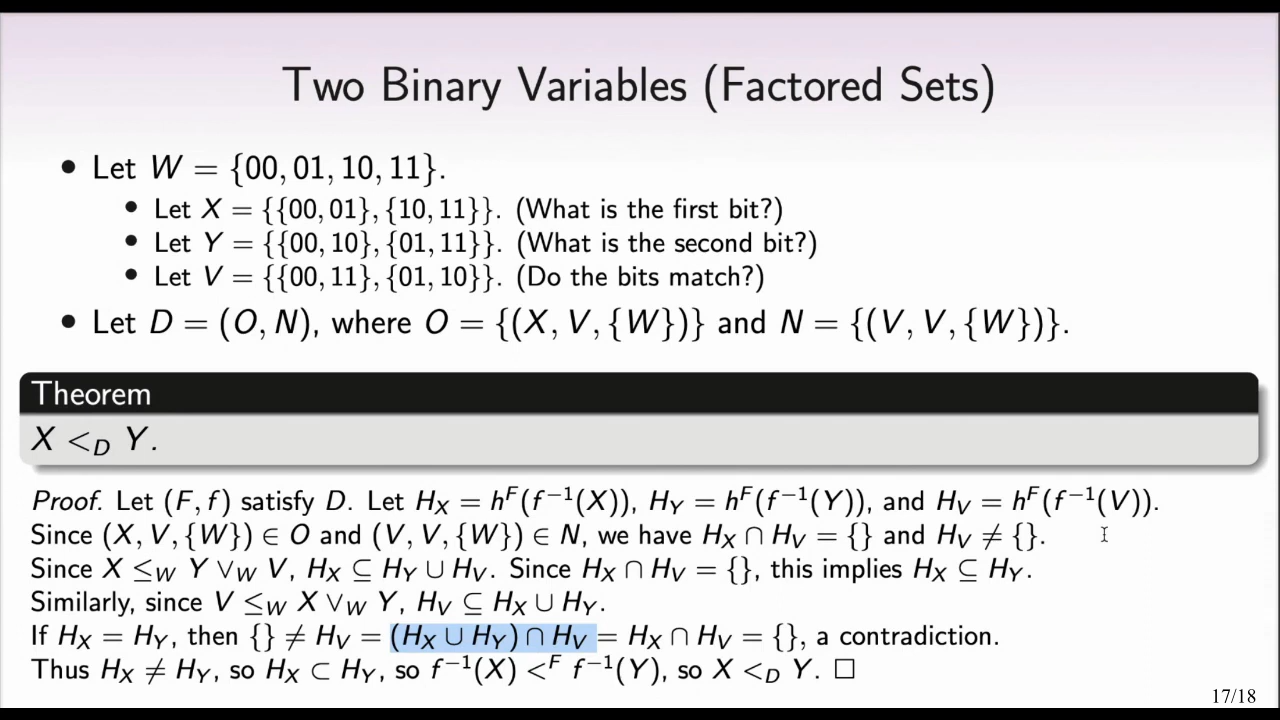 Two Binary Variables (Factored Sets)
• Let W = {00, 01, 10, 11}.
• Let X = {{00, 01}, {10, 11}}. (What is the first bit?)
• Let Y = {{00, 10}, {01, 11}}. (What is the second bit?)
• Let V = {{00, 11}, {01, 10}}. (Do the bits match?)
• Let D = (O, N), where O = {(X, V, {W})} and N = {(V, V, {W})}.
Theorem
X <_D Y.
Proof. Let (F, f) satisfy D. Let H_X = h^F(f⁻¹(X)), H_Y = h^F(f⁻¹(Y)), and H_V = h^F(f⁻¹(V)).
Since (X, V, {W}) ∈ O and (V, V, {W}) ∈ N, we have H_X ∩ H_V = {} and H_V ≠ {}.
Since X ≤_W Y ∨_W V, H_X ⊆ H_Y ∪ H_V. Since H_X ∩ H_V = {}, this implies H_X ⊆ H_Y.
Similarly, since V ≤_W X ∨_W Y, H_V ⊆ H_X ∪ H_Y.
If H_X = H_Y, then {} ≠ H_V = (H_X ∪ H_Y) ∩ H_V = H_X ∩ H_V = {}, a contradiction.
Thus H_X ≠ H_Y, so H_X ⊂ H_Y, so f⁻¹(X) <^F f⁻¹(Y), so X <_D Y. □
17/18